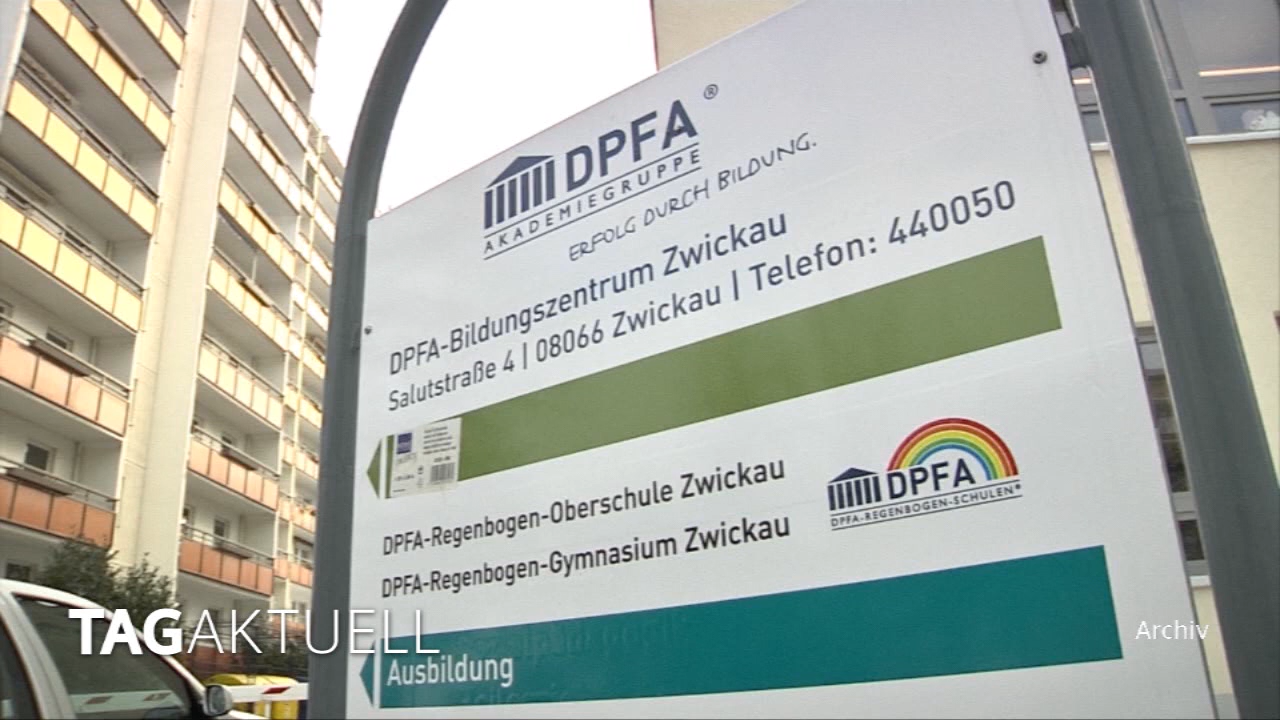 DPFA®
AKADEMIEGRUPPE
ERFOLG DURCH BILDUNG.
DPFA-Bildungszentrum Zwickau
Salutstraße 4 | 08066 Zwickau | Telefon: 440050
DPFA-Regenbogen-Oberschule Zwickau
DPFA-Regenbogen-Gymnasium Zwickau
DPFA
DPFA-REGENBOGEN-SCHULEN®
Ausbildung
TAGAKTUELL
Archiv